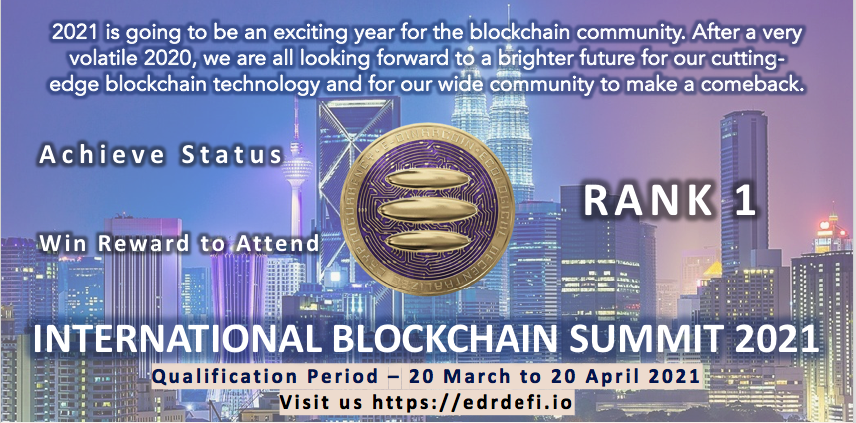 2021 is going to be an exciting year for the blockchain community. After a very
volatile 2020, we are all looking forward to a brighter future for our cutting-
edge blockchain technology and for our wide community to make a comeback.
Achieve Status
RANK 1
Win Reward to Attend
INTERNATIONAL BLOCKCHAIN SUMMIT 2021
Qualification Period – 20 March to 20 April 2021
Visit us https://edrdefi.io